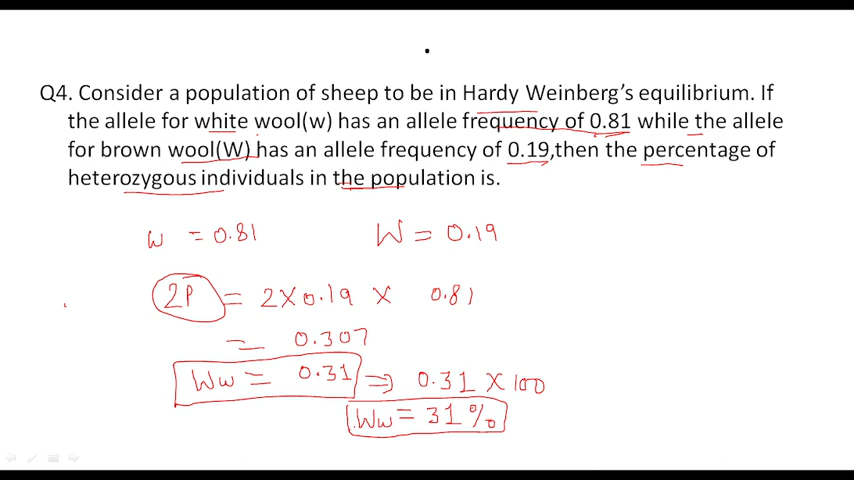 Q4. Consider a population of sheep to be in Hardy Weinberg's equilibrium. If
the allele for white wool(w) has an allele frequency of 0.81 while the allele
for brown wool(W) has an allele frequency of 0.19,then the percentage of
heterozygous individuals in the population is.
w = 0.81 W = 0.19
2P = 2 X 0.19 X 0.81
= 0.307
Ww = 0.31 ⇒ 0.31 X 100
Ww = 31 %